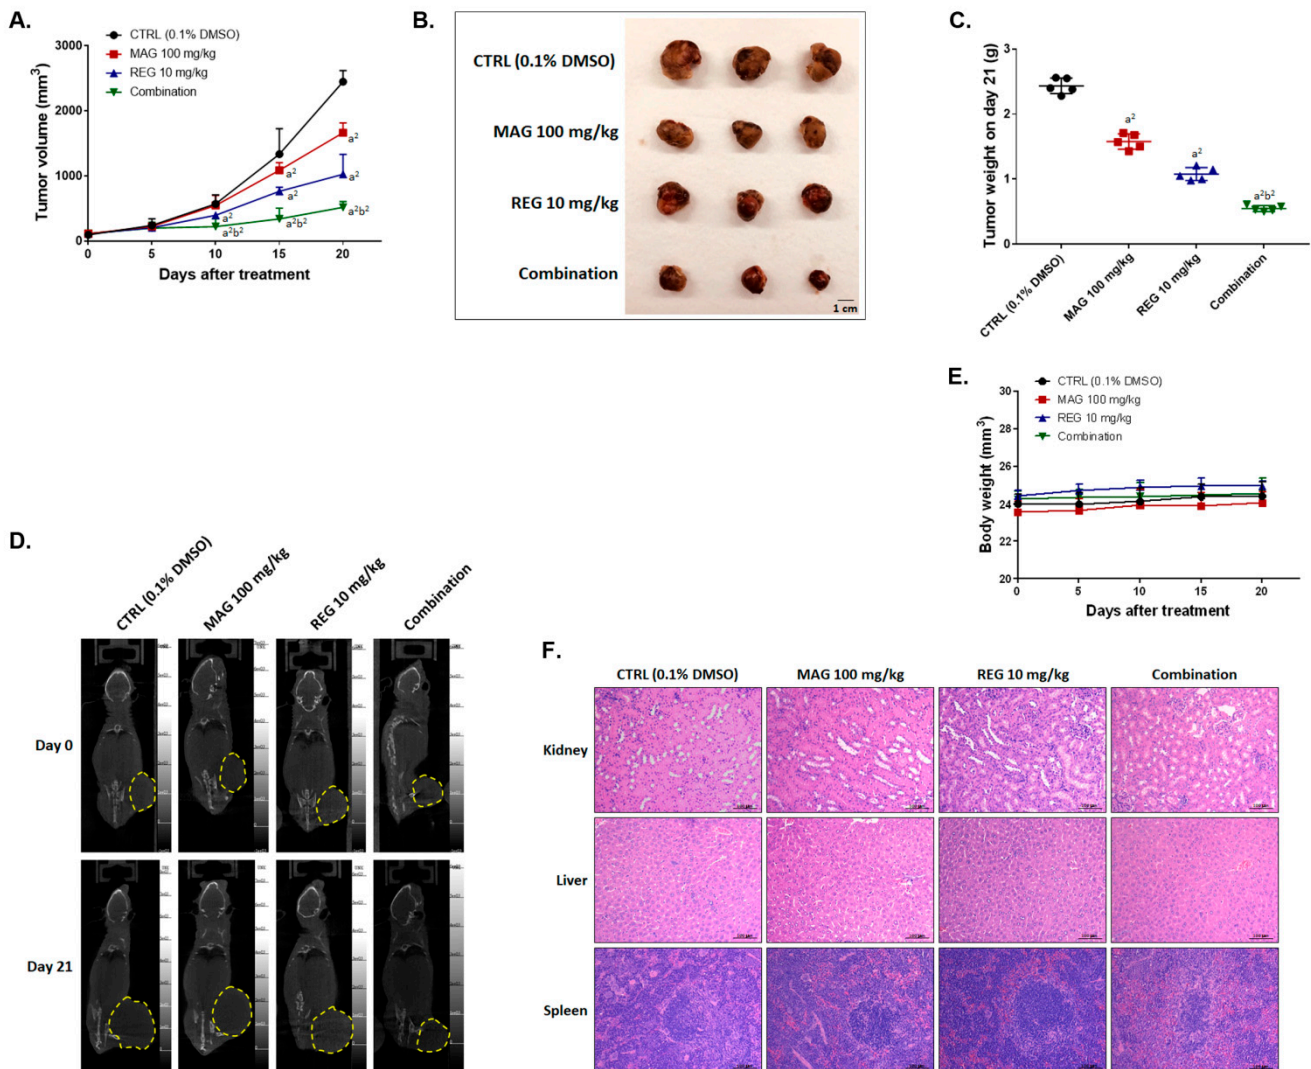 A.
CTRL (0.1% DMSO)
MAG 100 mg/kg
REG 10 mg/kg
Combination
Tumor volume (mm³)
3000
2000
1000
0
0 5 10 15 20
a² a² a² a² a²
a²b² a²b² a²b²
Days after treatment
B.
CTRL (0.1% DMSO)
MAG 100 mg/kg
REG 10 mg/kg
Combination
1 cm
C.
Tumor weight on day 21 (g)
3
2
1
0
a²
a²
a²b²
CTRL (0.1% DMSO)
MAG 100 mg/kg
REG 10 mg/kg
Combination
E.
CTRL (0.1% DMSO)
MAG 100 mg/kg
REG 10 mg/kg
Combination
Body weight (mm³)
30
28
26
24
22
20
0 5 10 15 20
Days after treatment
D.
CTRL (0.1% DMSO)
MAG 100 mg/kg
REG 10 mg/kg
Combination
Day 0
Day 21
F.
CTRL (0.1% DMSO) MAG 100 mg/kg REG 10 mg/kg Combination
Kidney
Liver
Spleen